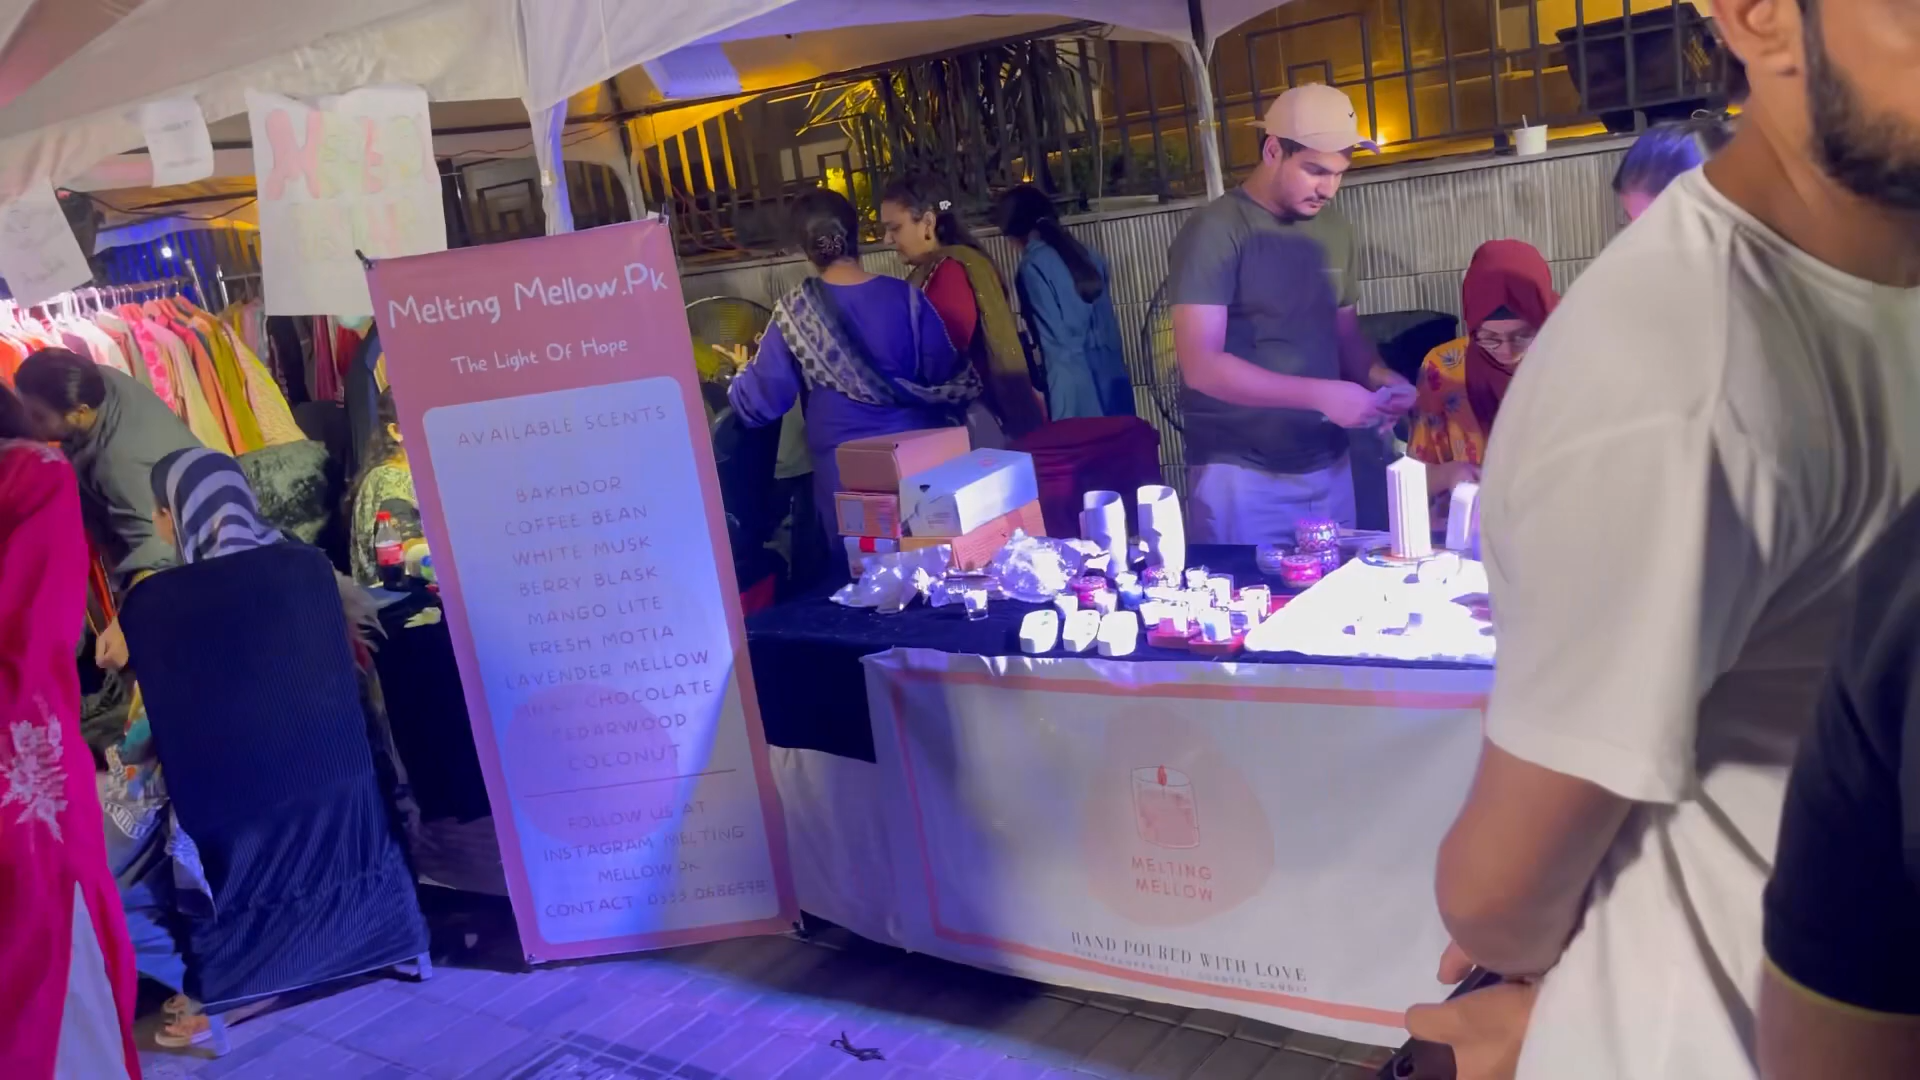 Melting Mellow.Pk
The Light Of Hope
AVAILABLE SCENTS
BAKHOOR
COFFEE BEAN
WHITE MUSK
BERRY BLASK
MANGO LITE
FRESH MOTIA
LAVENDER MELLOW
CHOCOLATE
CEDARWOOD
COCONUT
FOLLOW US AT
INSTAGRAM MELTING
MELLOW.PK
CONTACT:
MELTING
MELLOW
HAND POURED WITH LOVE